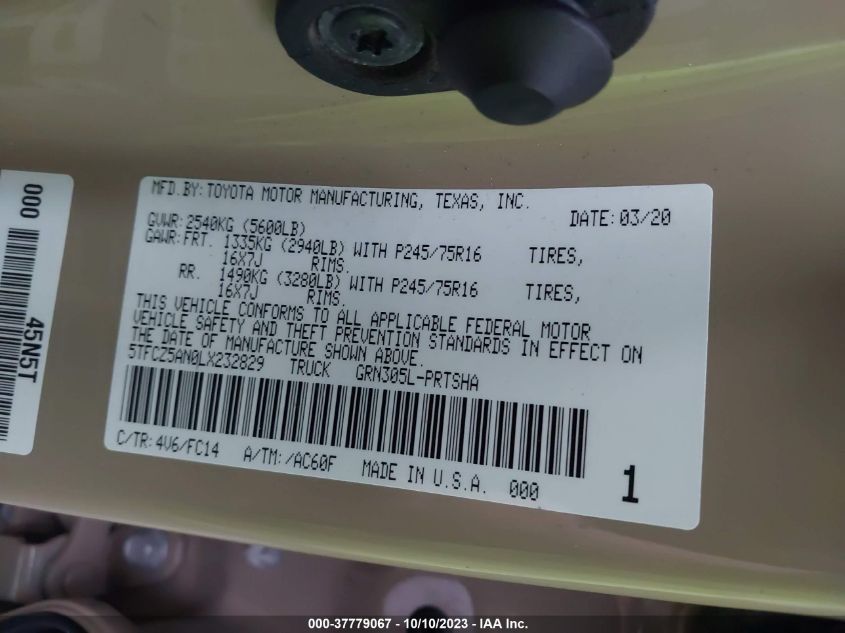 000
45N5T
MFD.BY:TOYOTA MOTOR MANUFACTURING, TEXAS, INC.
DATE:03/20
GVWR:2540KG (5600LB)
GAWR:FRT. 1335KG (2940LB) WITH P245/75R16 TIRES,
16X7J RIMS.
RR. 1490KG (3280LB) WITH P245/75R16 TIRES,
16X7J RIMS.
THIS VEHICLE CONFORMS TO ALL APPLICABLE FEDERAL MOTOR
VEHICLE SAFETY AND THEFT PREVENTION STANDARDS IN EFFECT ON
THE DATE OF MANUFACTURE SHOWN ABOVE.
5TFCZ5AN0LX232829 TRUCK GRN305L-PRTSHA
C/TR:4V6/FC14 A/TM:/AC60F MADE IN U.S.A. 000
1
000-37779067 - 10/10/2023 - IAA Inc.